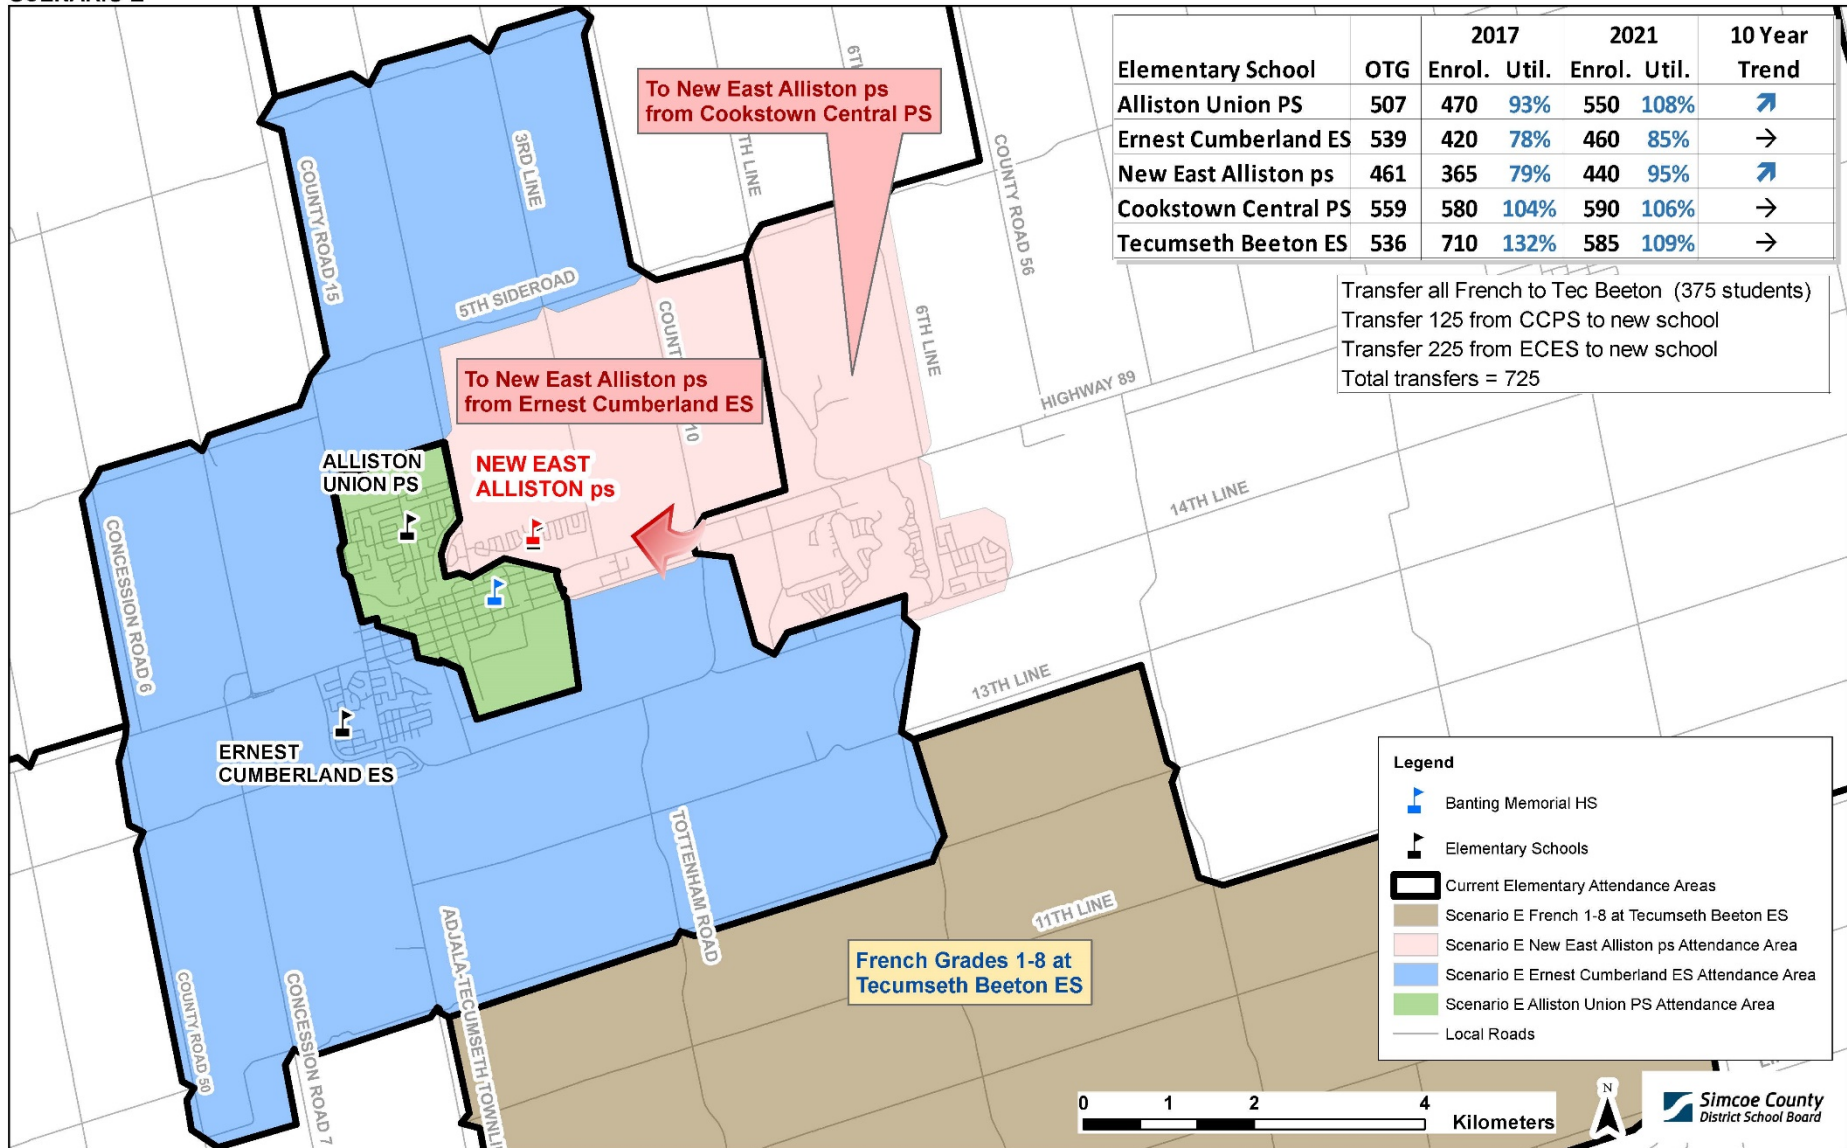 Elementary School OTG 2017 Enrol. Util. 2021 Enrol. Util. 10 Year Trend
Alliston Union PS 507 470 93% 550 108%
Ernest Cumberland ES 539 420 78% 460 85% →
New East Alliston ps 461 365 79% 440 95%
Cookstown Central PS 559 580 104% 590 106% →
Tecumseth Beeton ES 536 710 132% 585 109% →
Transfer all French to Tec Beeton (375 students)
Transfer 125 from CCPS to new school
Transfer 225 from ECES to new school
Total transfers = 725
To New East Alliston ps
from Cookstown Central PS
3RD LINE
COUNTY ROAD 15
COUNTY ROAD 56
5TH SIDEROAD
6TH LINE
HIGHWAY 89
To New East Alliston ps
from Ernest Cumberland ES
10
ALLISTON
UNION PS
NEW EAST
ALLISTON ps
14TH LINE
CONCESSION ROAD 6
13TH LINE
ERNEST
CUMBERLAND ES
TOTTENHAM ROAD
11TH LINE
French Grades 1-8 at
Tecumseth Beeton ES
COUNTY ROAD 50
CONCESSION ROAD 7
ADJALA-TECUMSETH TOWNLI
Legend
Banting Memorial HS
Elementary Schools
Current Elementary Attendance Areas
Scenario E French 1-8 at Tecumseth Beeton ES
Scenario E New East Alliston ps Attendance Area
Scenario E Ernest Cumberland ES Attendance Area
Scenario E Alliston Union PS Attendance Area
Local Roads
0 1 2 4
Kilometers
N
Simcoe County
District School Board